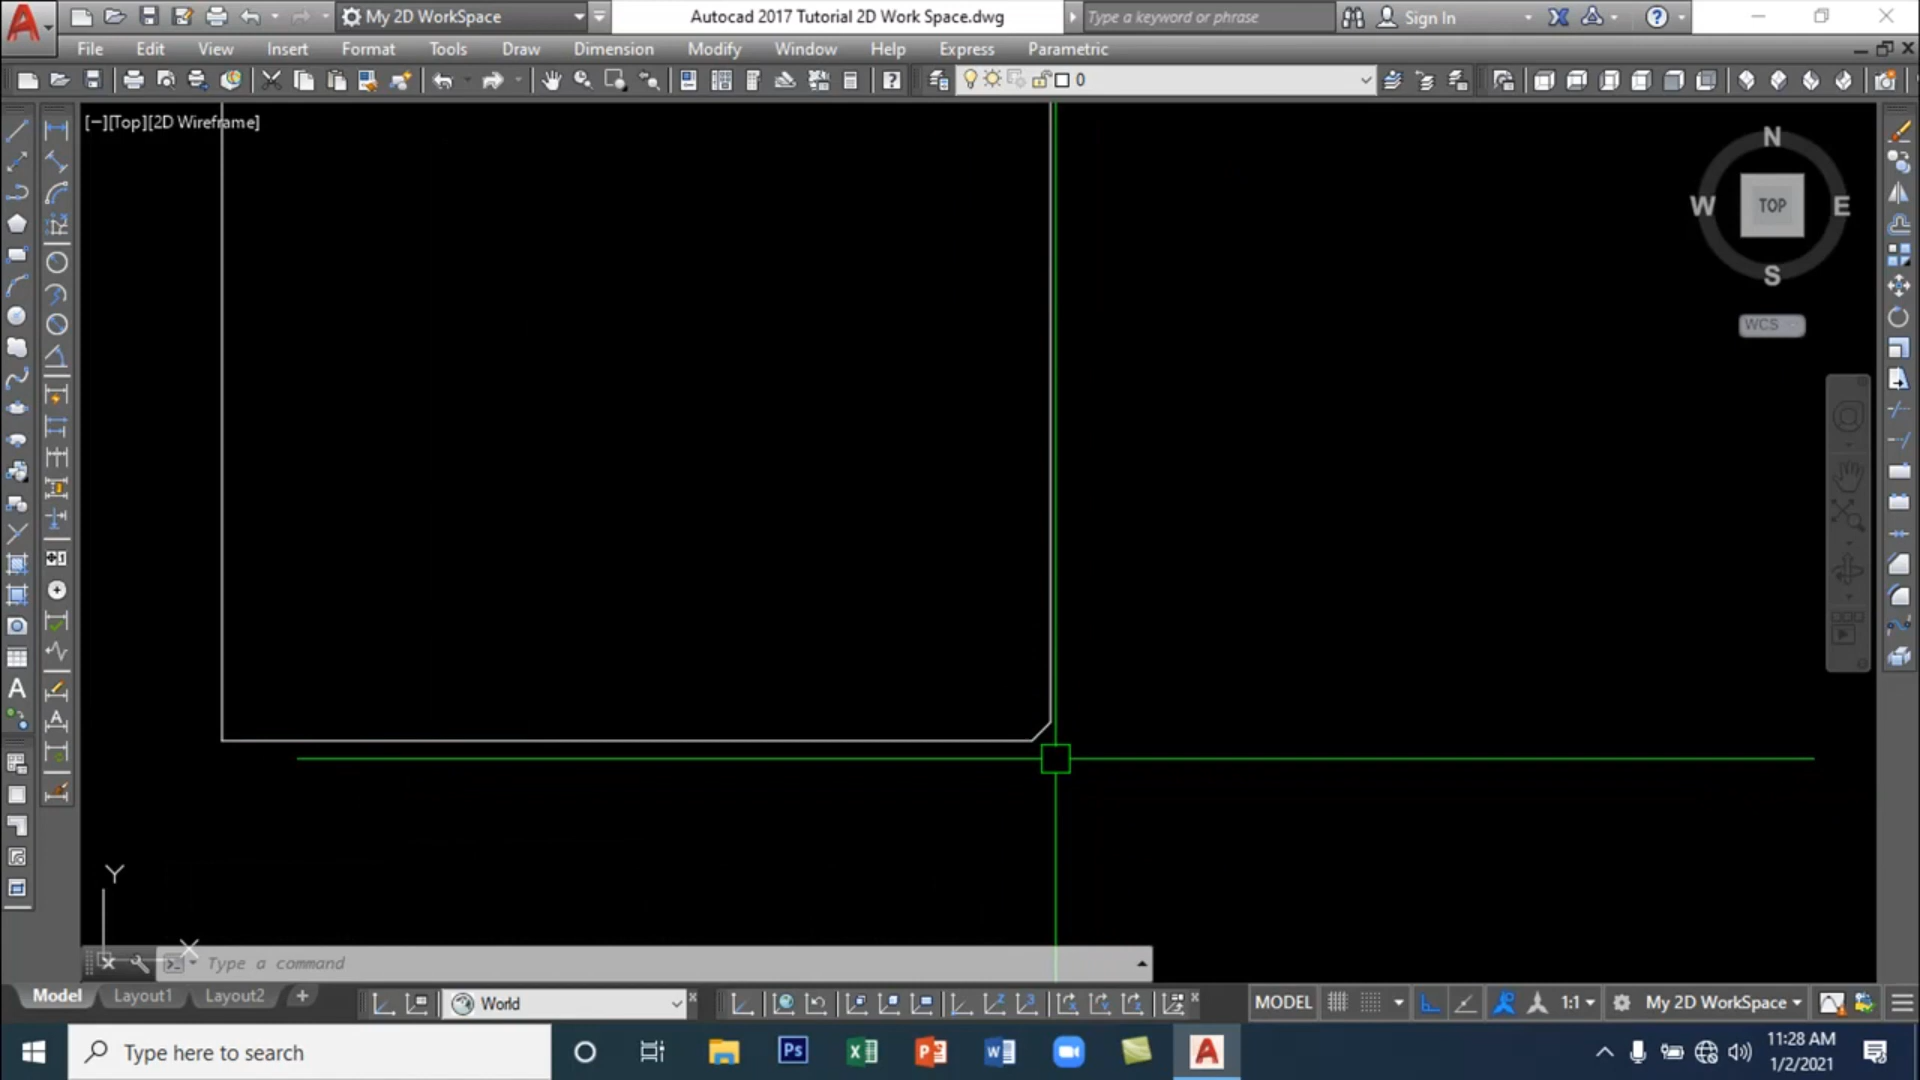 My 2D WorkSpace
Autocad 2017 Tutorial 2D Work Space.dwg
Type a keyword or phrase
Sign In
File Edit View Insert Format Tools Draw Dimension Modify Window Help Express Parametric
0
[−][Top][2D Wireframe]
N
W TOP E
S
WCS
Y
X
Type a command
Model Layout1 Layout2 +
World
MODEL
1:1
My 2D WorkSpace
Type here to search
11:28 AM
1/2/2021